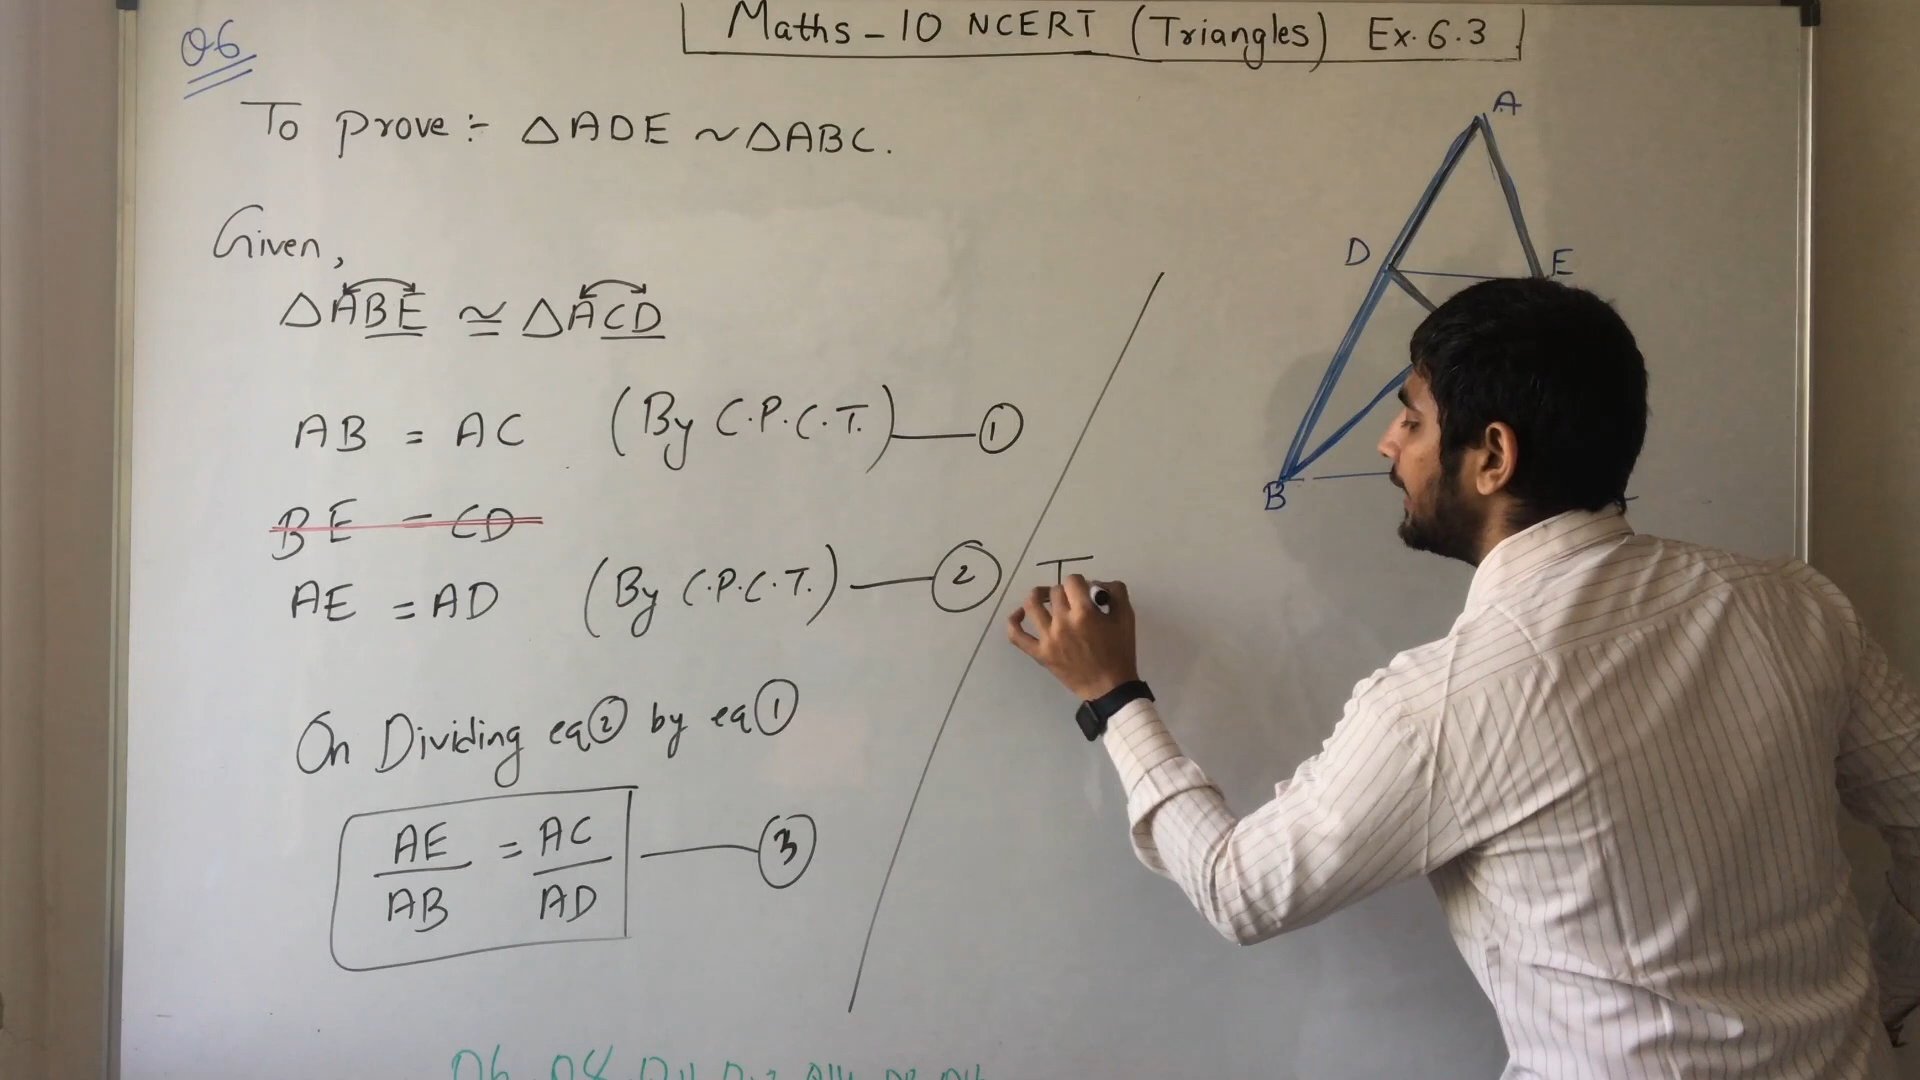 Maths - 10 NCERT (Triangles) Ex. 6.3
Q6
To prove :- △ADE ~ △ABC.
Given,
△ABE ≅ △ACD
AB = AC (By C.P.C.T.) — ①
BE = CD
AE = AD (By C.P.C.T.) — ②
On Dividing eq② by eq①
AE/AB = AC/AD — ③
A
D E
B